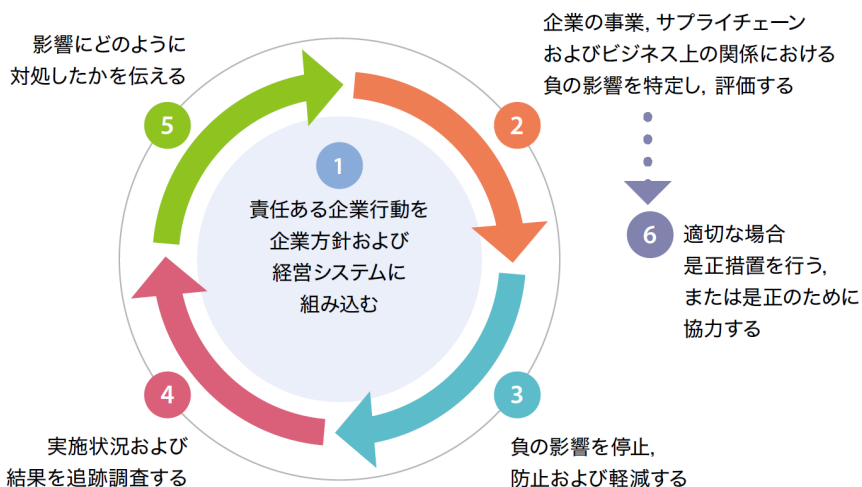 1
責任ある企業行動を
企業方針および
経営システムに
組み込む
2
企業の事業, サプライチェーン
およびビジネス上の関係における
負の影響を特定し, 評価する
3
負の影響を停止,
防止および軽減する
4
実施状況および
結果を追跡調査する
5
影響にどのように
対処したかを伝える
6
適切な場合
是正措置を行う,
または是正のために
協力する